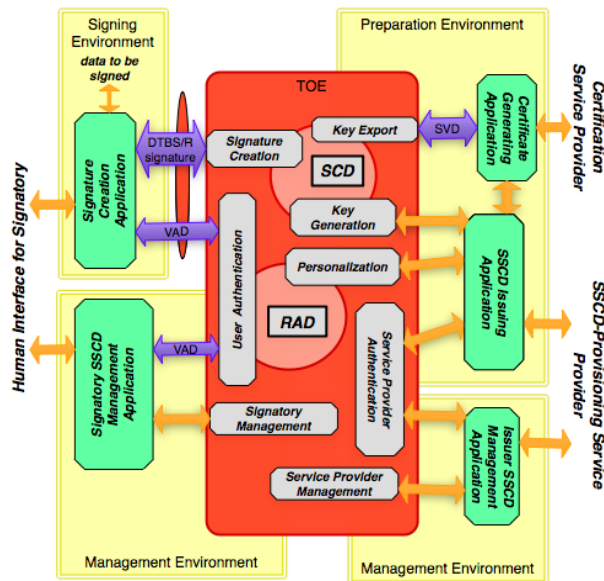 Signing
Environment
data to be
signed
Signature
Creation
Application
DTBS/R
signature
VAD
Human Interface for Signatory
Signatory SSCD
Management
Application
VAD
Management Environment
TOE
Signature
Creation
Key Export
SCD
Key
Generation
Personalization
User Authentication
RAD
Service Provider
Authentication
Signatory
Management
Service Provider
Management
Preparation Environment
SVD
Certificate
Generating
Application
Certification
Service Provider
SSCD Issuing
Application
SSCD-Provisioning Service
Provider
Issuer SSCD
Management
Application
Management Environment